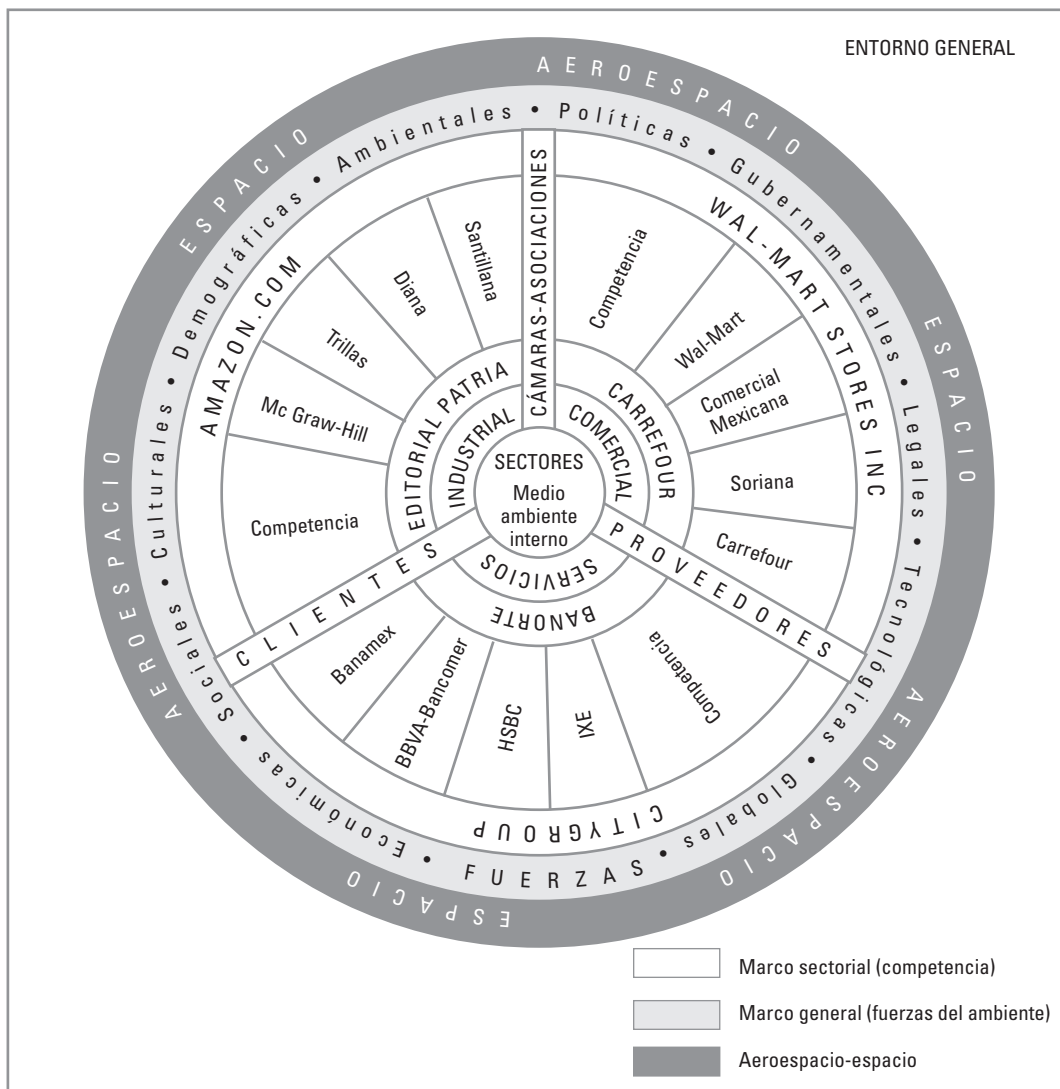 ENTORNO GENERAL
AEROESPACIO
ESPACIO
AEROESPACIO
ESPACIO
AEROESPACIO
ESPACIO
FUERZAS • Económicas • Sociales • Culturales • Demográficas • Ambientales • Políticas • Gubernamentales • Legales • Tecnológicas • Globales •
AMAZON.COM
WAL-MART STORES INC
CITYGROUP
CÁMARAS-ASOCIACIONES
CLIENTES
PROVEEDORES
Santillana
Diana
Trillas
Mc Graw-Hill
Competencia
EDITORIAL PATRIA
INDUSTRIAL
Competencia
Wal-Mart
Comercial
Mexicana
Soriana
Carrefour
CARREFOUR
COMERCIAL
SECTORES
Medio
ambiente
interno
SERVICIOS
BANORTE
Banamex
BBVA-Bancomer
HSBC
IXE
Competencia
Marco sectorial (competencia)
Marco general (fuerzas del ambiente)
Aeroespacio-espacio